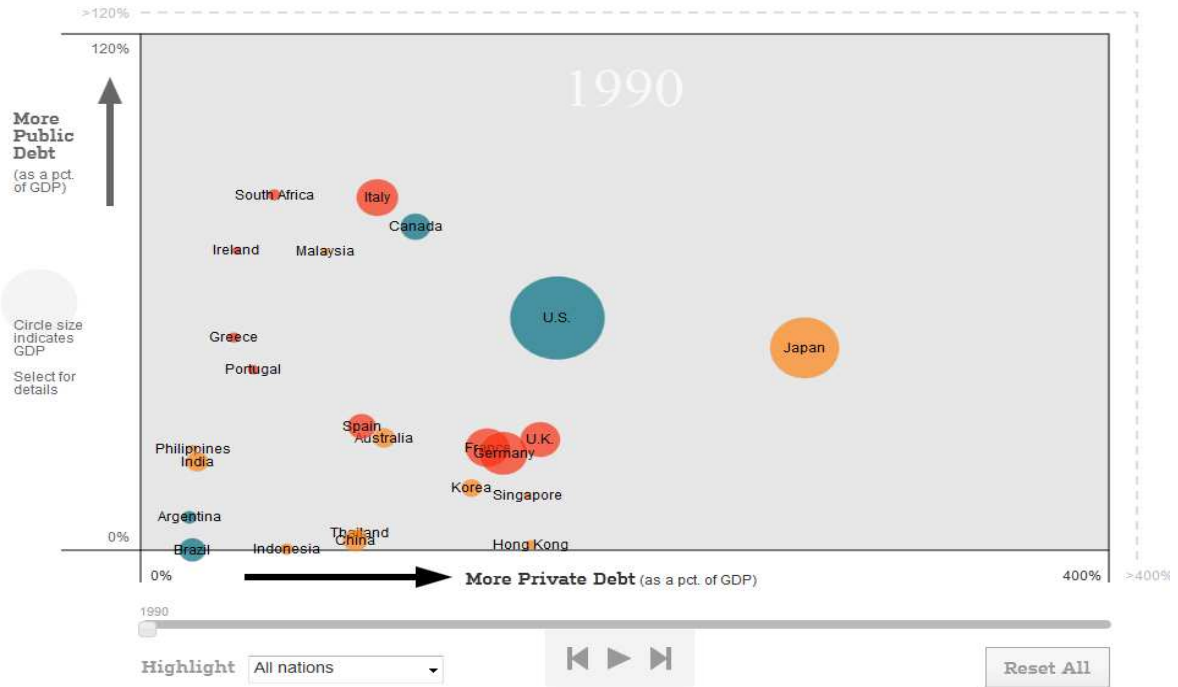 >120%
120%
1990
More
Public
Debt
(as a pct.
of GDP)
South Africa
Italy
Canada
Ireland
Malaysia
U.S.
Circle size
indicates
GDP
Select for
details
Greece
Japan
Portugal
Spain
Australia
U.K.
France
Germany
Philippines
India
Korea
Singapore
Argentina
Thailand
China
0%
Brazil
Indonesia
Hong Kong
0%
More Private Debt (as a pct. of GDP)
400%
>400%
1990
Highlight
All nations
Reset All